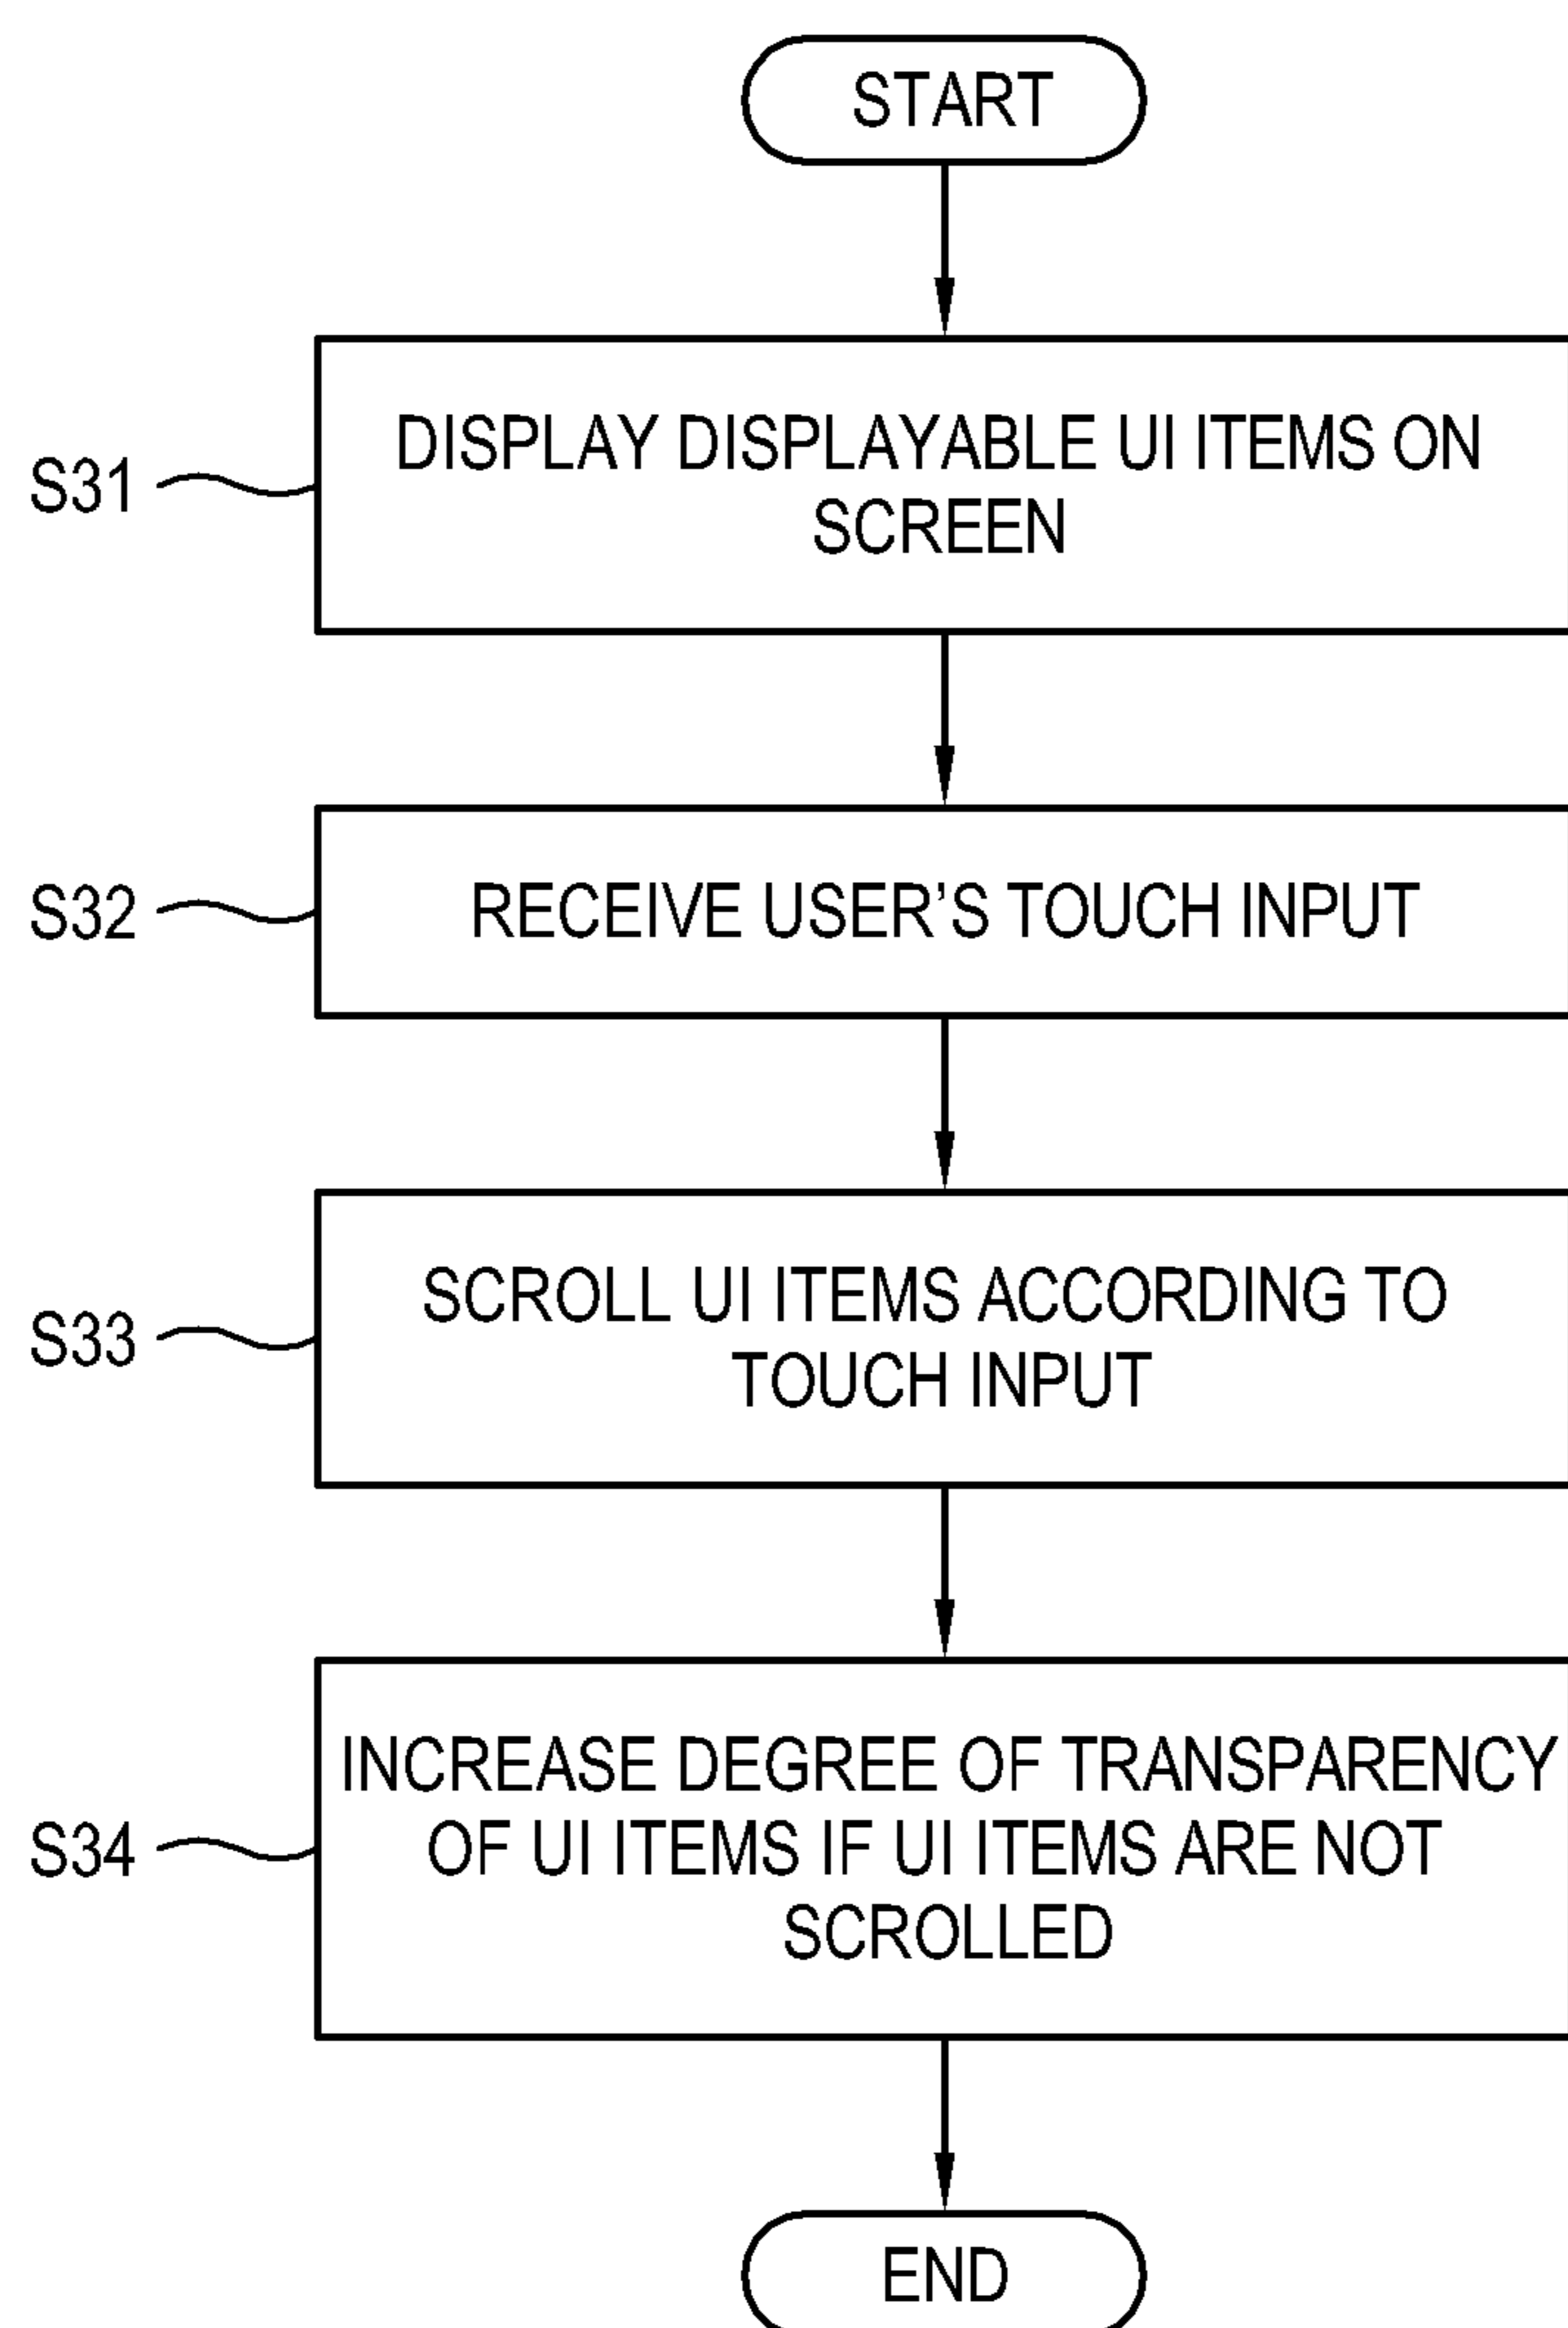 START
S31
DISPLAY DISPLAYABLE UI ITEMS ON
SCREEN
S32
RECEIVE USER'S TOUCH INPUT
S33
SCROLL UI ITEMS ACCORDING TO
TOUCH INPUT
S34
INCREASE DEGREE OF TRANSPARENCY
OF UI ITEMS IF UI ITEMS ARE NOT
SCROLLED
END